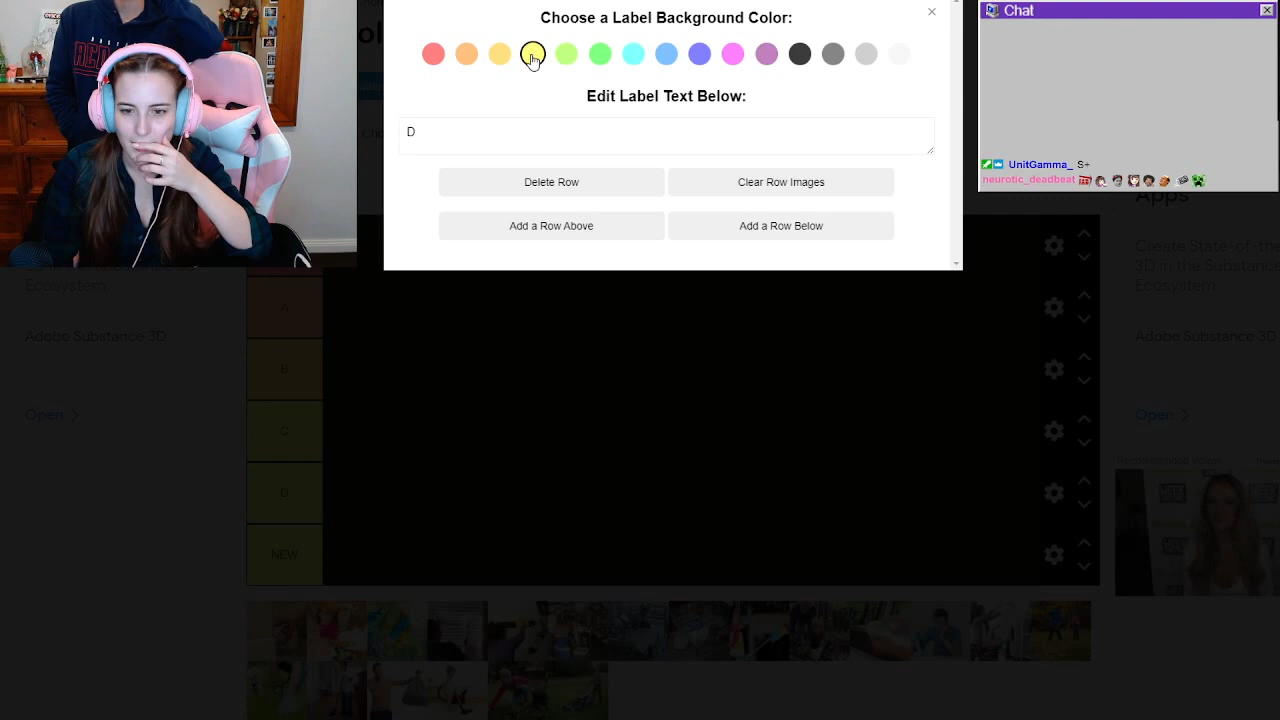 Choose a Label Background Color:
Edit Label Text Below:
D
Delete Row
Clear Row Images
Add a Row Above
Add a Row Below
Chat
UnitGamma_ S+
neurotic_deadbeat
Apps
Create State-of-the
3D in the Substance
Ecosystem
Adobe Substance 3D
Open
Ecosystem
Adobe Substance 3D
Open
A
B
C
D
NEW
Recommended Videos